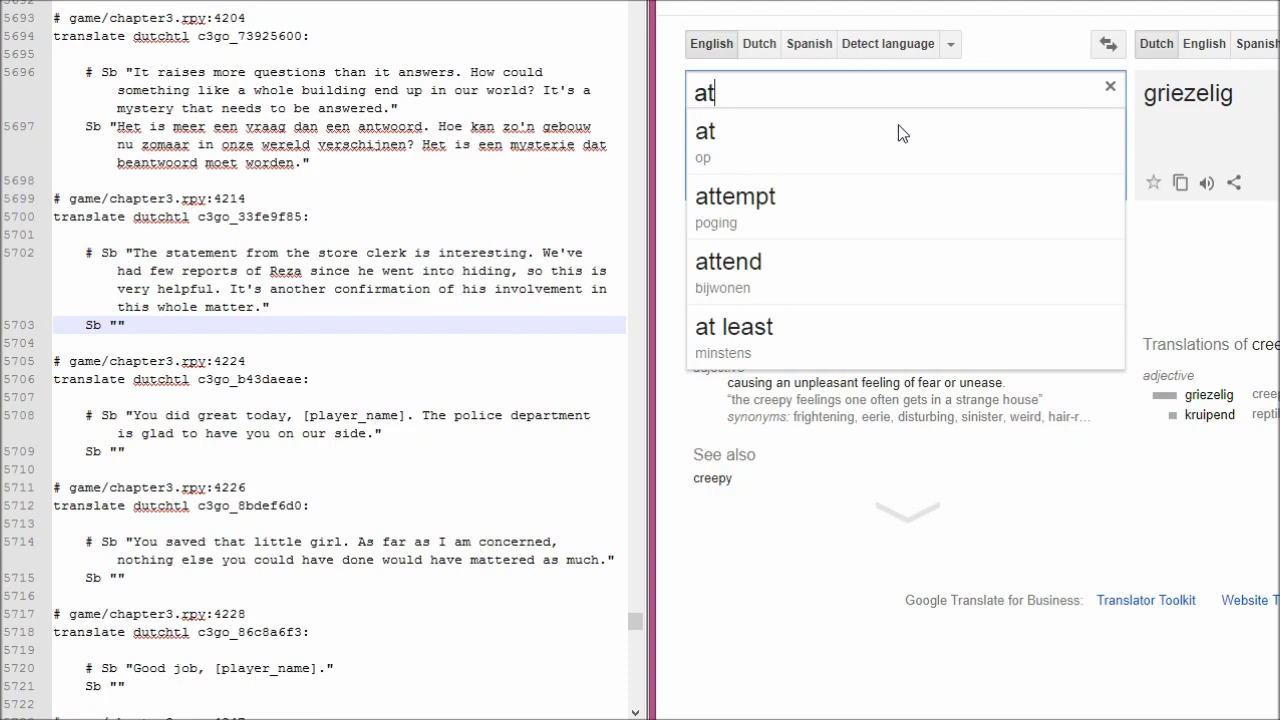 5693 # game/chapter3.rpy:4204
5694 translate dutchtl c3go_73925600:
5695
5696 # Sb "It raises more questions than it answers. How could
something like a whole building end up in our world? It's a
mystery that needs to be answered."
5697 Sb "Het is meer een vraag dan een antwoord. Hoe kan zo'n gebouw
nu zomaar in onze wereld verschijnen? Het is een mysterie dat
beantwoord moet worden."
5698
5699 # game/chapter3.rpy:4214
5700 translate dutchtl c3go_33fe9f85:
5701
5702 # Sb "The statement from the store clerk is interesting. We've
had few reports of Reza since he went into hiding, so this is
very helpful. It's another confirmation of his involvement in
this whole matter."
5703 Sb ""
5704
5705 # game/chapter3.rpy:4224
5706 translate dutchtl c3go_b43daeae:
5707
5708 # Sb "You did great today, [player_name]. The police department
is glad to have you on our side."
5709 Sb ""
5710
5711 # game/chapter3.rpy:4226
5712 translate dutchtl c3go_8bdef6d0:
5713
5714 # Sb "You saved that little girl. As far as I am concerned,
nothing else you could have done would have mattered as much."
5715 Sb ""
5716
5717 # game/chapter3.rpy:4228
5718 translate dutchtl c3go_86c8a6f3:
5719
5720 # Sb "Good job, [player_name]."
5721 Sb ""
5722
English Dutch Spanish Detect language
Dutch English Spanish
at
griezelig
at
op
attempt
poging
attend
bijwonen
at least
minstens
adjective
causing an unpleasant feeling of fear or unease.
“the creepy feelings one often gets in a strange house”
synonyms: frightening, eerie, disturbing, sinister, weird, hair-r…
See also
creepy
Translations of cree
adjective
griezelig cree
kruipend repti
Google Translate for Business: Translator Toolkit Website T